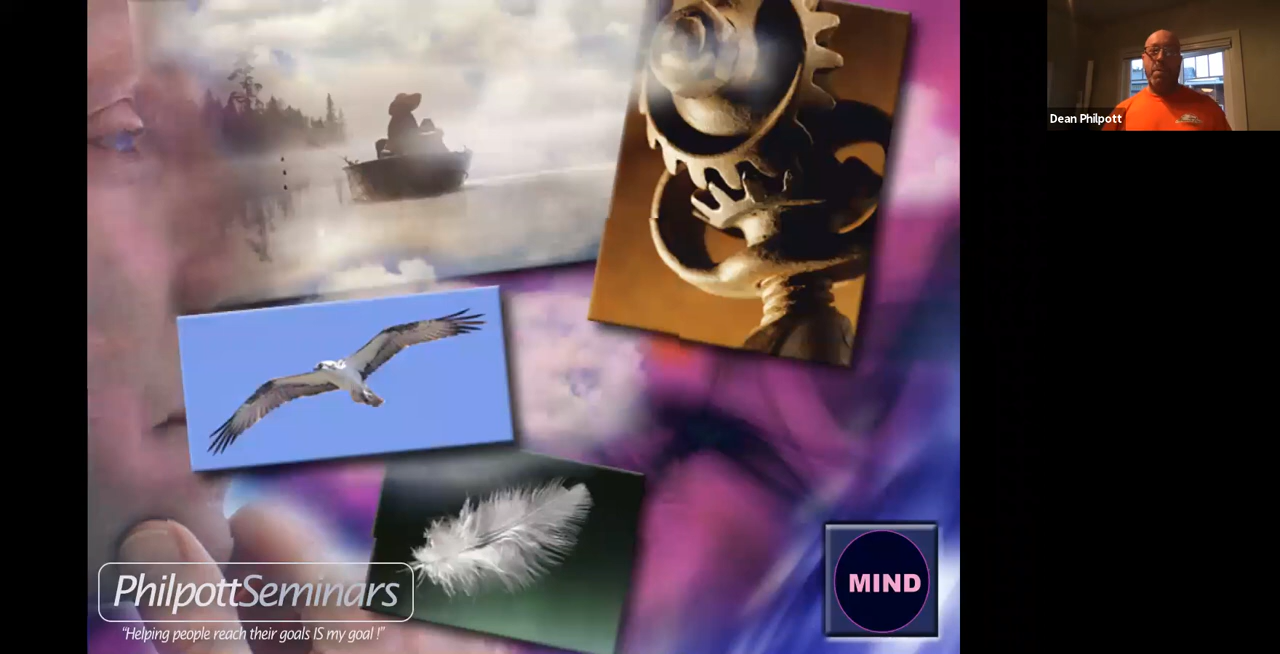 Dean Philpott
MIND
PhilpottSeminars
"Helping people reach their goals IS my goal !"